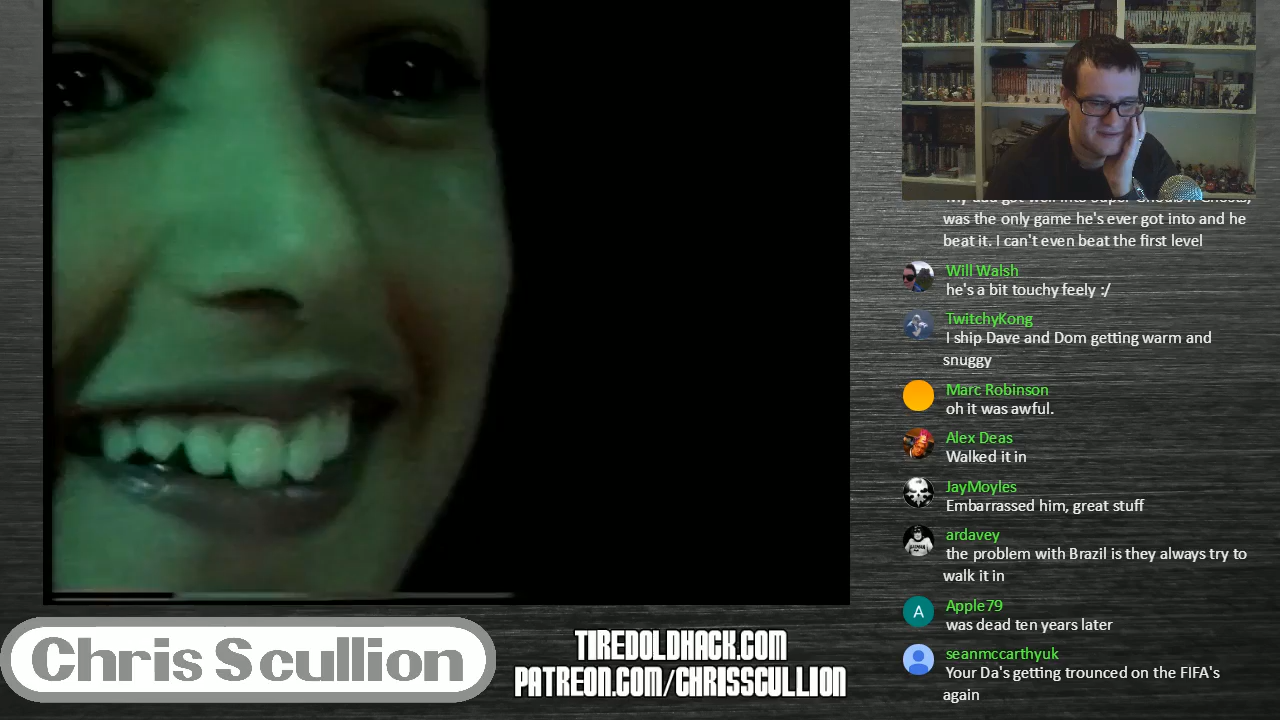 was the only game he's ever got into and he
beat it. I can't even beat the first level
Will Walsh
he's a bit touchy feely :/
TwitchyKong
I ship Dave and Dom getting warm and
snuggy
Marc Robinson
oh it was awful.
Alex Deas
Walked it in
JayMoyles
Embarrassed him, great stuff
ardavey
the problem with Brazil is they always try to
walk it in
A
Apple79
was dead ten years later
seanmccarthyuk
Your Da's getting trounced on the FIFA's
again
Chris Scullion
TIREDOLDHACK.COM
PATREON.COM/CHRISSCULLION